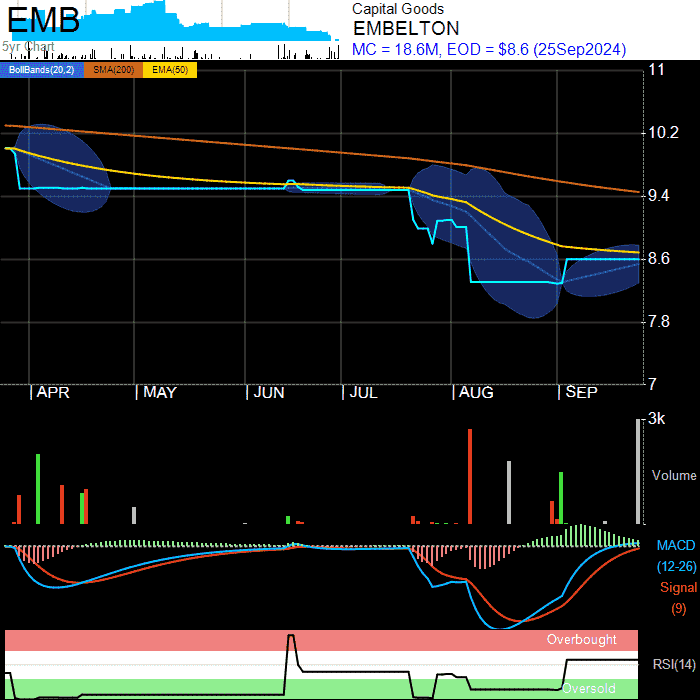 EMB
Capital Goods
EMBELTON
5yr Chart
MC = 18.6M, EOD = $8.6 (25Sep2024)
BollBands(20,2) SMA(200) EMA(50)
11
10.2
9.4
8.6
7.8
7
APR MAY JUN JUL AUG SEP
3k
Volume
MACD
(12-26)
Signal
(9)
Overbought
RSI(14)
Oversold